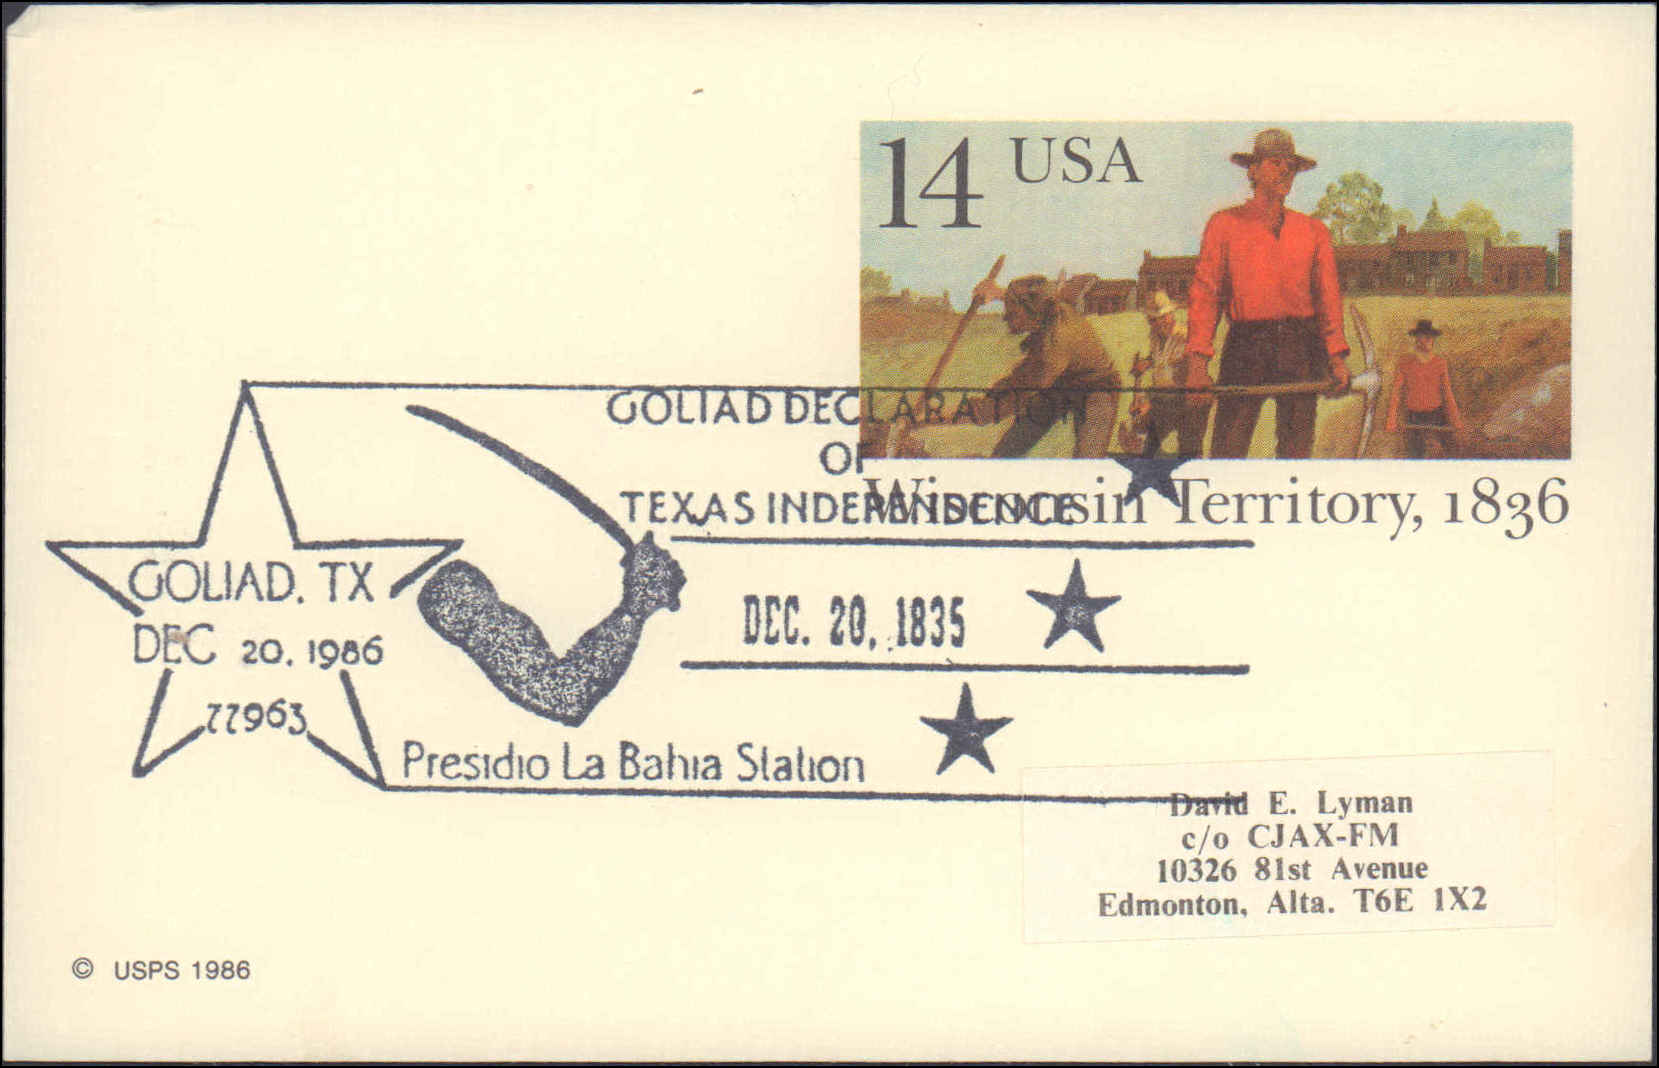 14 USA
GOLIAD DECLARATION
OF
TEXAS INDEPENDENCE
Wisconsin Territory, 1836
GOLIAD, TX
DEC 20, 1986
77963
DEC. 20, 1835
Presidio La Bahia Station
David E. Lyman
c/o CJAX-FM
10326 81st Avenue
Edmonton, Alta. T6E 1X2
© USPS 1986